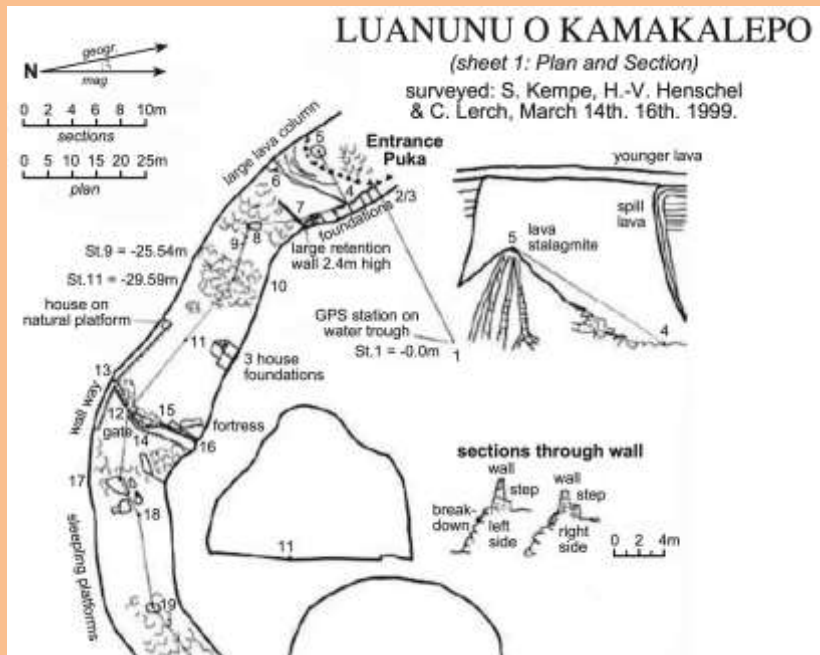 LUANUNU O KAMAKALEPO
(sheet 1: Plan and Section)
surveyed: S. Kempe, H.-V. Henschel
& C. Lerch, March 14th. 16th. 1999.
geogr.
N
mag
0 2 4 6 8 10m
sections
0 5 10 15 20 25m
plan
large lava column
Entrance
Puka
5
6
4
2/3
7
foundations
8
9
large retention
wall 2.4m high
10
St.9 = -25.54m
St.11 = -29.59m
house on
natural platform
GPS station on
water trough
St.1 = -0.0m
1
11
3 house
foundations
13
wall way
12
gate
14
15
fortress
16
17
18
sleeping platforms
19
younger lava
spill
lava
5
lava
stalagmite
4
11
sections through wall
wall
step
break-
down
left
side
wall
step
right
side
0 2 4m